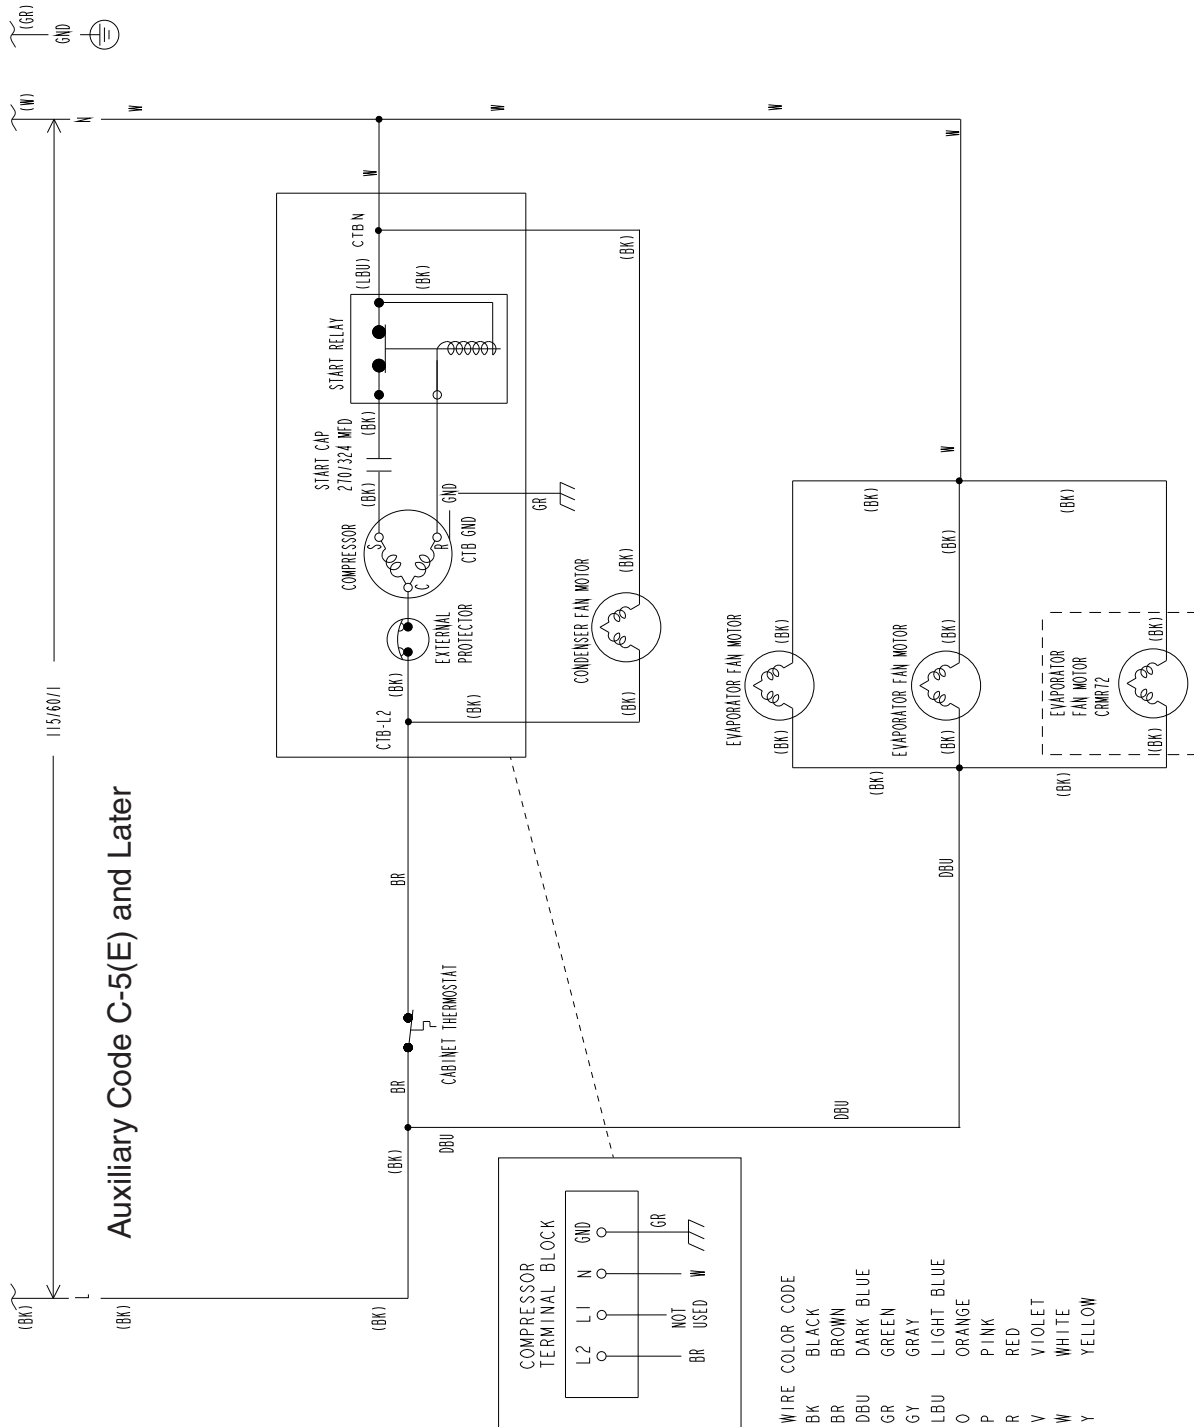 Auxiliary Code C-5(E) and Later
(BK)
L
115/60/1
N
(W)
GND
(GR)
(BK)
W
W
W
(BK)
(BK)
BR
CABINET THERMOSTAT
BR
CTB-L2
(BK)
EXTERNAL
PROTECTOR
COMPRESSOR
C
S
R
(BK)
START CAP
270/324 MFD
(BK)
START RELAY
(LBU)
CTB N
W
(BK)
GND
CTB GND
GR
(BK)
(BK)
CONDENSER FAN MOTOR
(BK)
(BK)
DBU
DBU
DBU
(BK)
(BK)
EVAPORATOR FAN MOTOR
(BK)
(BK)
(BK)
EVAPORATOR FAN MOTOR
(BK)
(BK)
W
W
(BK)
(BK)
EVAPORATOR
FAN MOTOR
CRMR72
(BK)
(BK)
COMPRESSOR
TERMINAL BLOCK
L2 L1 N GND
BR
NOT
USED
W
GR
WIRE COLOR CODE
BK BLACK
BR BROWN
DBU DARK BLUE
GR GREEN
GY GRAY
LBU LIGHT BLUE
O ORANGE
P PINK
R RED
V VIOLET
W WHITE
Y YELLOW